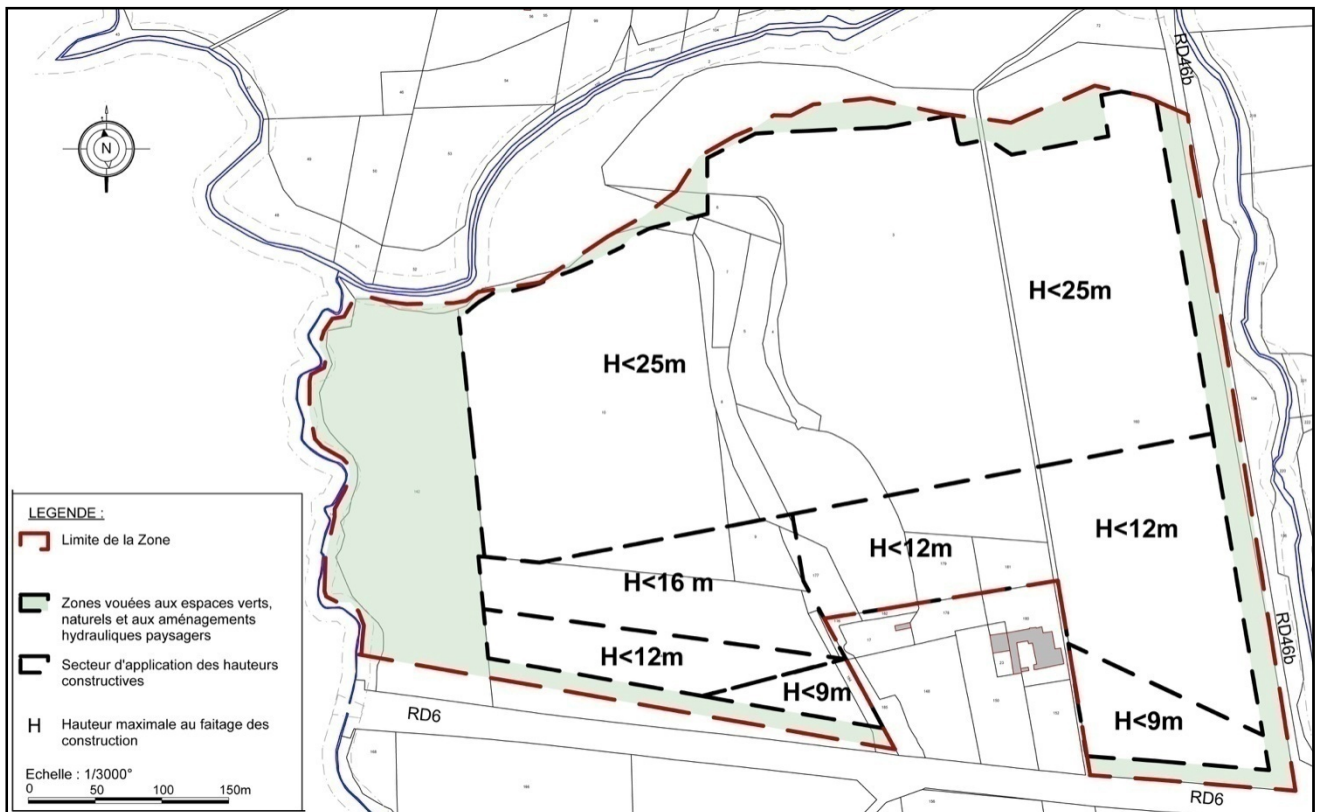 RD46b
N
H<25m
H<25m
H<12m
H<12m
H<16 m
H<12m
H<9m
H<9m
RD6
RD6
RD46b
LEGENDE :
Limite de la Zone
Zones vouées aux espaces verts,
naturels et aux aménagements
hydrauliques paysagers
Secteur d'application des hauteurs
constructives
H Hauteur maximale au faitage des
construction
Echelle : 1/3000°
0 50 100 150m